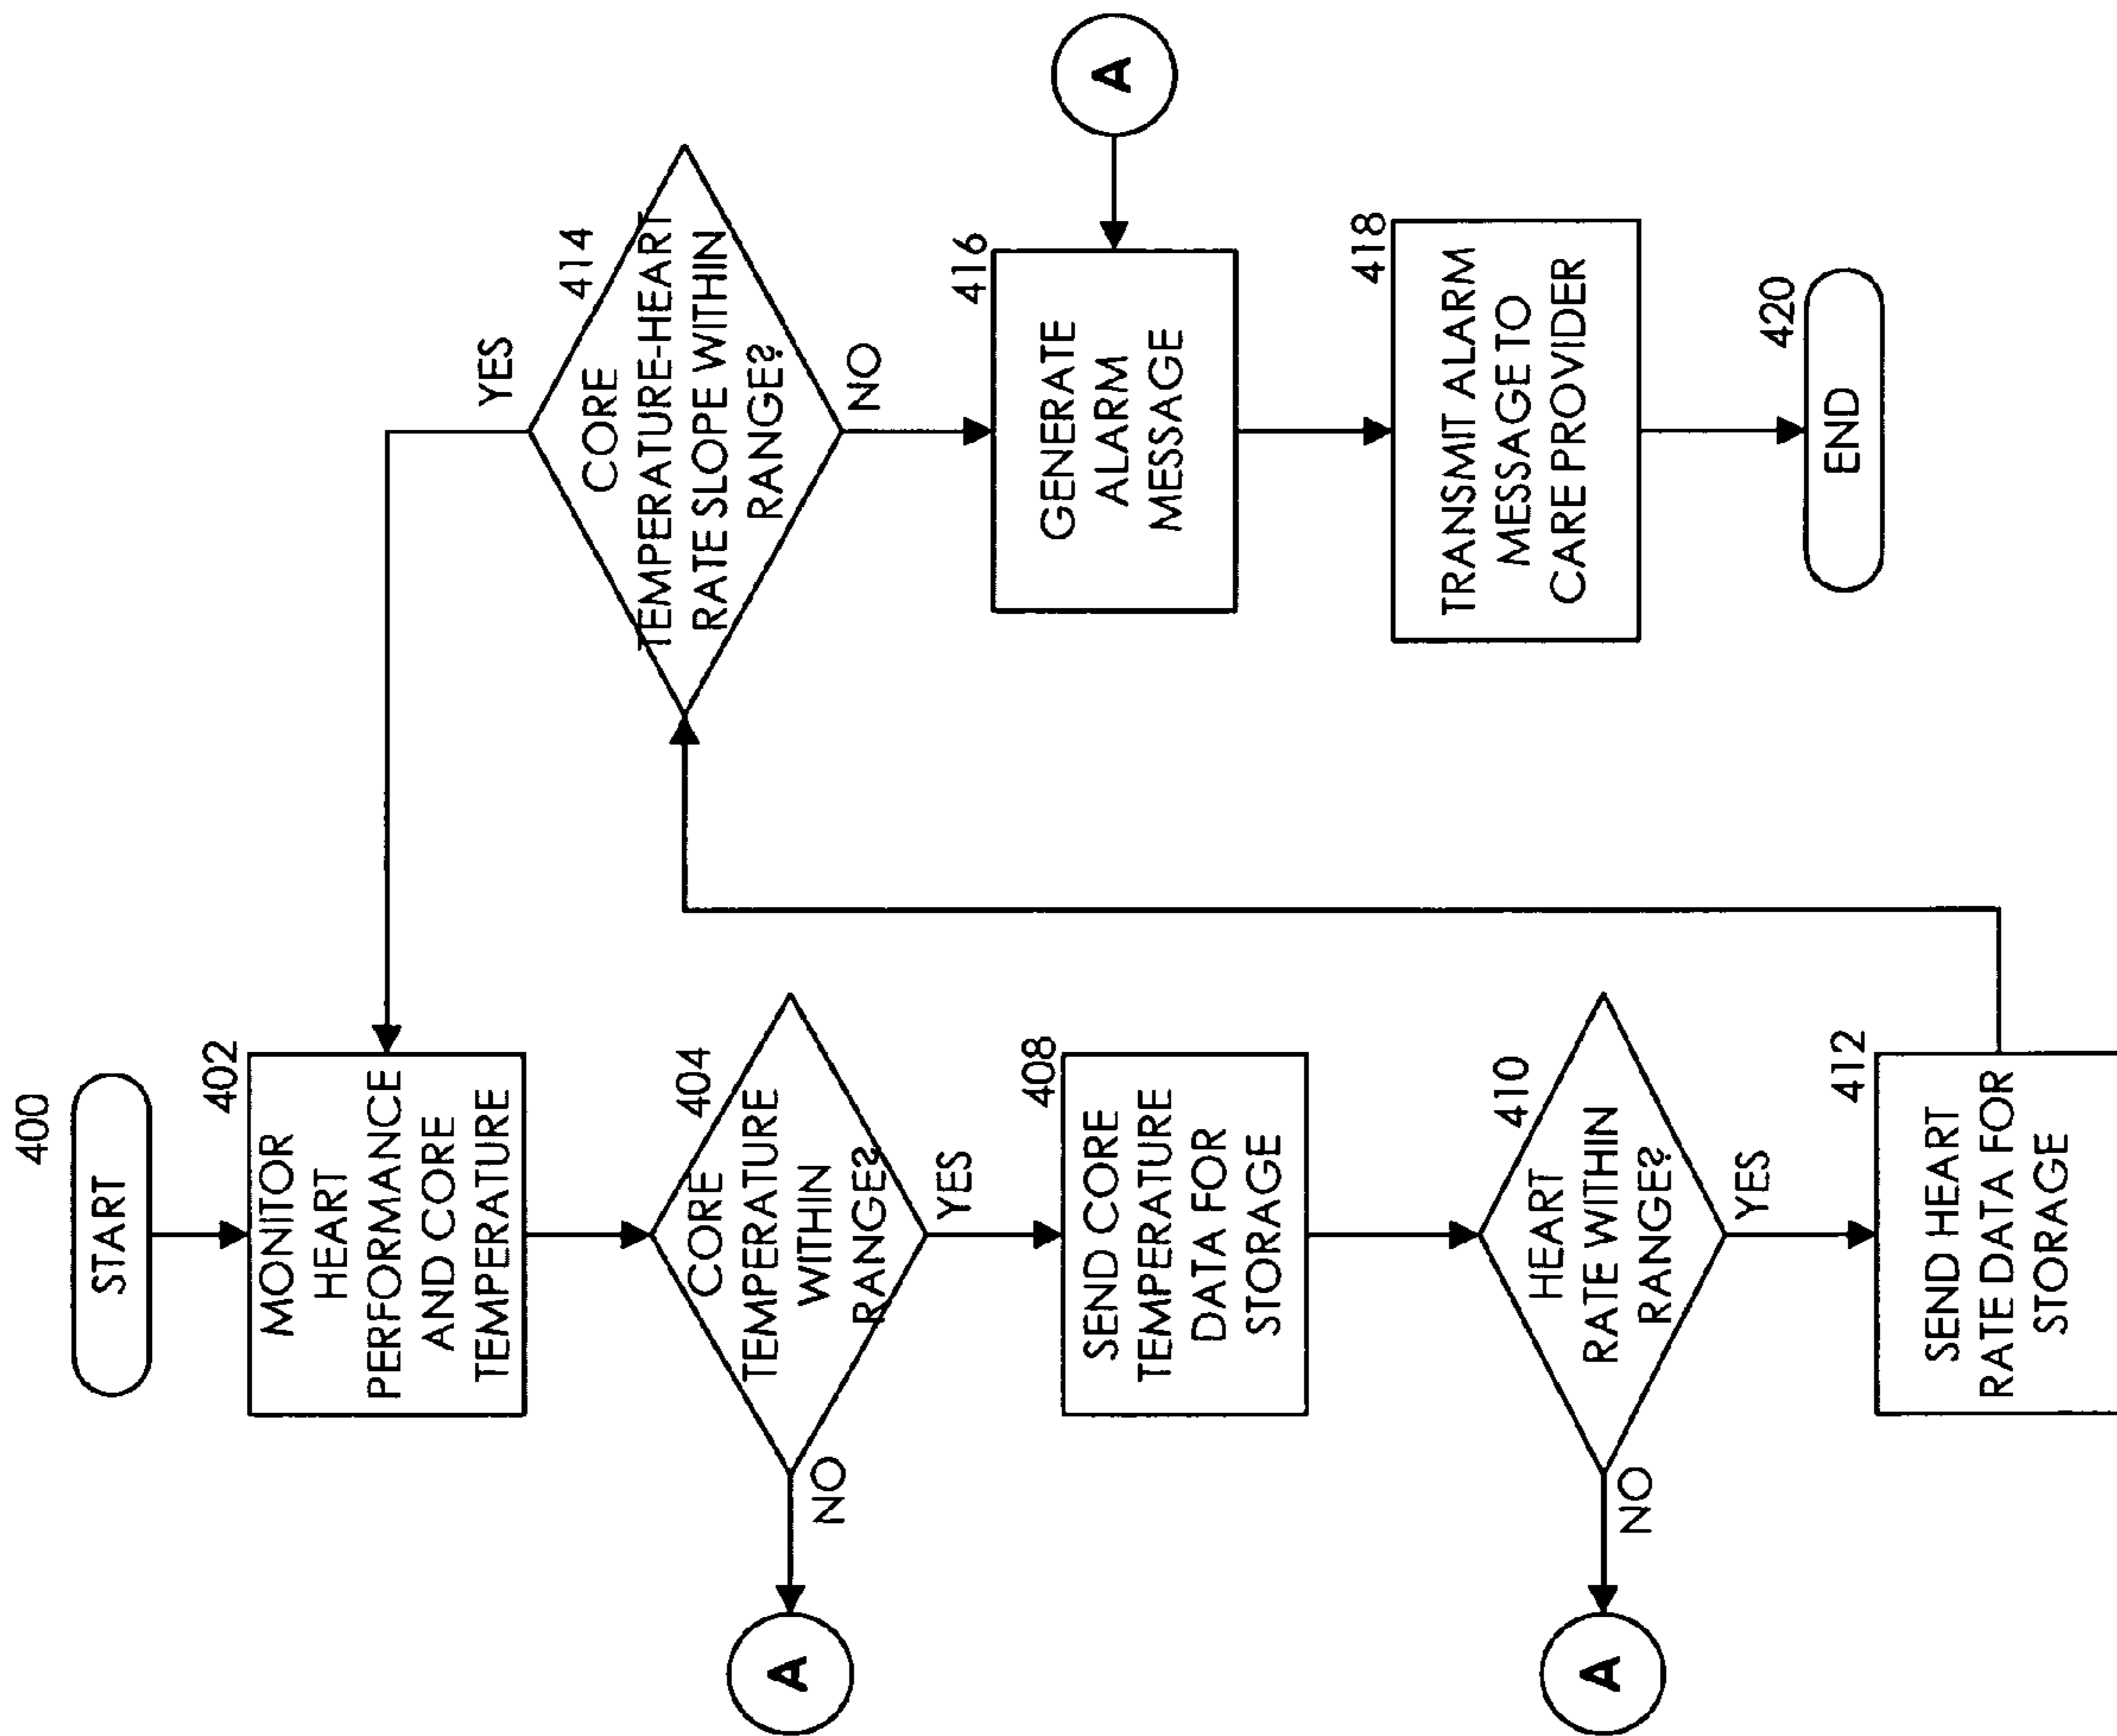 400
START
402
MONITOR
HEART
PERFORMANCE
AND CORE
TEMPERATURE
404
CORE
TEMPERATURE
WITHIN
RANGE?
NO
A
YES
408
SEND CORE
TEMPERATURE
DATA FOR
STORAGE
410
HEART
RATE WITHIN
RANGE?
NO
A
YES
412
SEND HEART
RATE DATA FOR
STORAGE
YES
414
CORE
TEMPERATURE-HEART
RATE SLOPE WITHIN
RANGE?
NO
A
416
GENERATE
ALARM
MESSAGE
418
TRANSMIT ALARM
MESSAGE TO
CARE PROVIDER
420
END